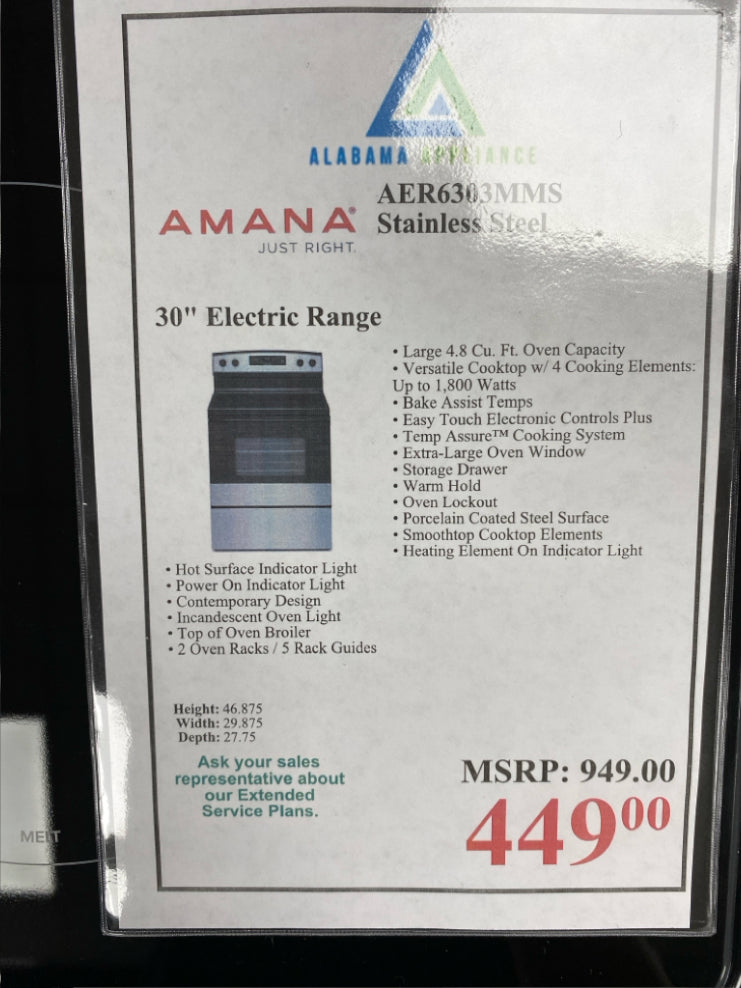 ALABAMA APPLIANCE
AER6303MMS
AMANA®
Stainless Steel
JUST RIGHT.
30" Electric Range
• Large 4.8 Cu. Ft. Oven Capacity
• Versatile Cooktop w/ 4 Cooking Elements:
Up to 1,800 Watts
• Bake Assist Temps
• Easy Touch Electronic Controls Plus
• Temp Assure™ Cooking System
• Extra-Large Oven Window
• Storage Drawer
• Warm Hold
• Oven Lockout
• Porcelain Coated Steel Surface
• Smoothtop Cooktop Elements
• Heating Element On Indicator Light
• Hot Surface Indicator Light
• Power On Indicator Light
• Contemporary Design
• Incandescent Oven Light
• Top of Oven Broiler
• 2 Oven Racks / 5 Rack Guides
Height: 46.875
Width: 29.875
Depth: 27.75
Ask your sales
representative about
our Extended
Service Plans.
MSRP: 949.00
449⁰⁰
MELT